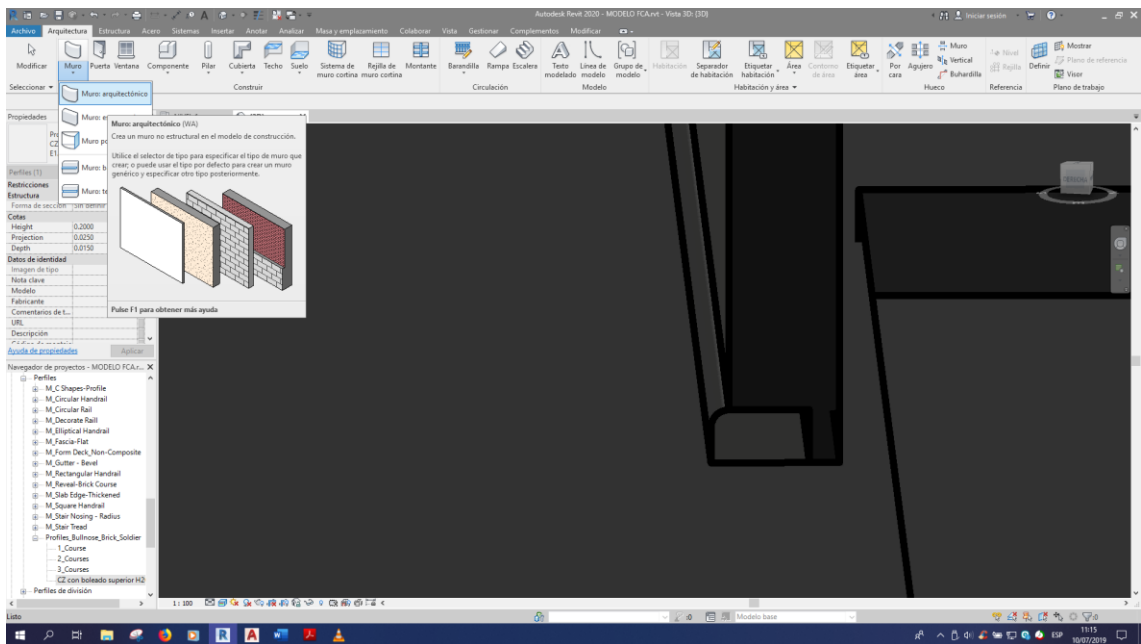 Autodesk Revit 2020 - MODELO FCA.rvt - Vista 3D: {3D}
Iniciar sesión
Archivo Arquitectura Estructura Acero Sistemas Insertar Anotar Analizar Masa y emplazamiento Colaborar Vista Gestionar Complementos Modificar
Modificar
Muro
Puerta
Ventana
Componente
Pilar
Cubierta
Techo
Suelo
Sistema de
muro cortina
Rejilla de
muro cortina
Montante
Barandilla
Rampa
Escalera
Texto
modelado
Línea de
modelo
Grupo de
modelo
Habitación
Separador
de habitación
Etiquetar
habitación
Área
Contorno
de área
Etiquetar
área
Por
cara
Agujero
Muro
Vertical
Buhardilla
Nivel
Rejilla
Definir
Mostrar
Plano de referencia
Visor
Seleccionar
Construir
Circulación
Modelo
Habitación y área
Hueco
Referencia
Plano de trabajo
Muro: arquitectónico
Muro: e
Muro po
Muro: b
Muro: te
Muro: arquitectónico (WA)
Crea un muro no estructural en el modelo de construcción.
Utilice el selector de tipo para especificar el tipo de muro que
crear; o puede usar el tipo por defecto para crear un muro
genérico y especificar otro tipo posteriormente.
Pulse F1 para obtener más ayuda
Propiedades
Perfiles (1)
Restricciones
Estructura
Forma de sección Sin definir
Cotas
Height 0.2000
Projection 0.0250
Depth 0.0150
Datos de identidad
Imagen de tipo
Nota clave
Modelo
Fabricante
Comentarios de t...
URL
Descripción
Ayuda de propiedades
Aplicar
Navegador de proyectos - MODELO FCA.r...
Perfiles
M_C Shapes-Profile
M_Circular Handrail
M_Circular Rail
M_Decorate Raill
M_Elliptical Handrail
M_Fascia-Flat
M_Form Deck_Non-Composite
M_Gutter - Bevel
M_Rectangular Handrail
M_Reveal-Brick Course
M_Slab Edge-Thickened
M_Square Handrail
M_Stair Nosing - Radius
M_Stair Tread
Profiles_Bullnose_Brick_Soldier
1_Course
2_Courses
3_Courses
CZ con boleado superior H2
Perfiles de división
1 : 100
Listo
:0
Modelo base
:0
ESP
11:15
10/07/2019